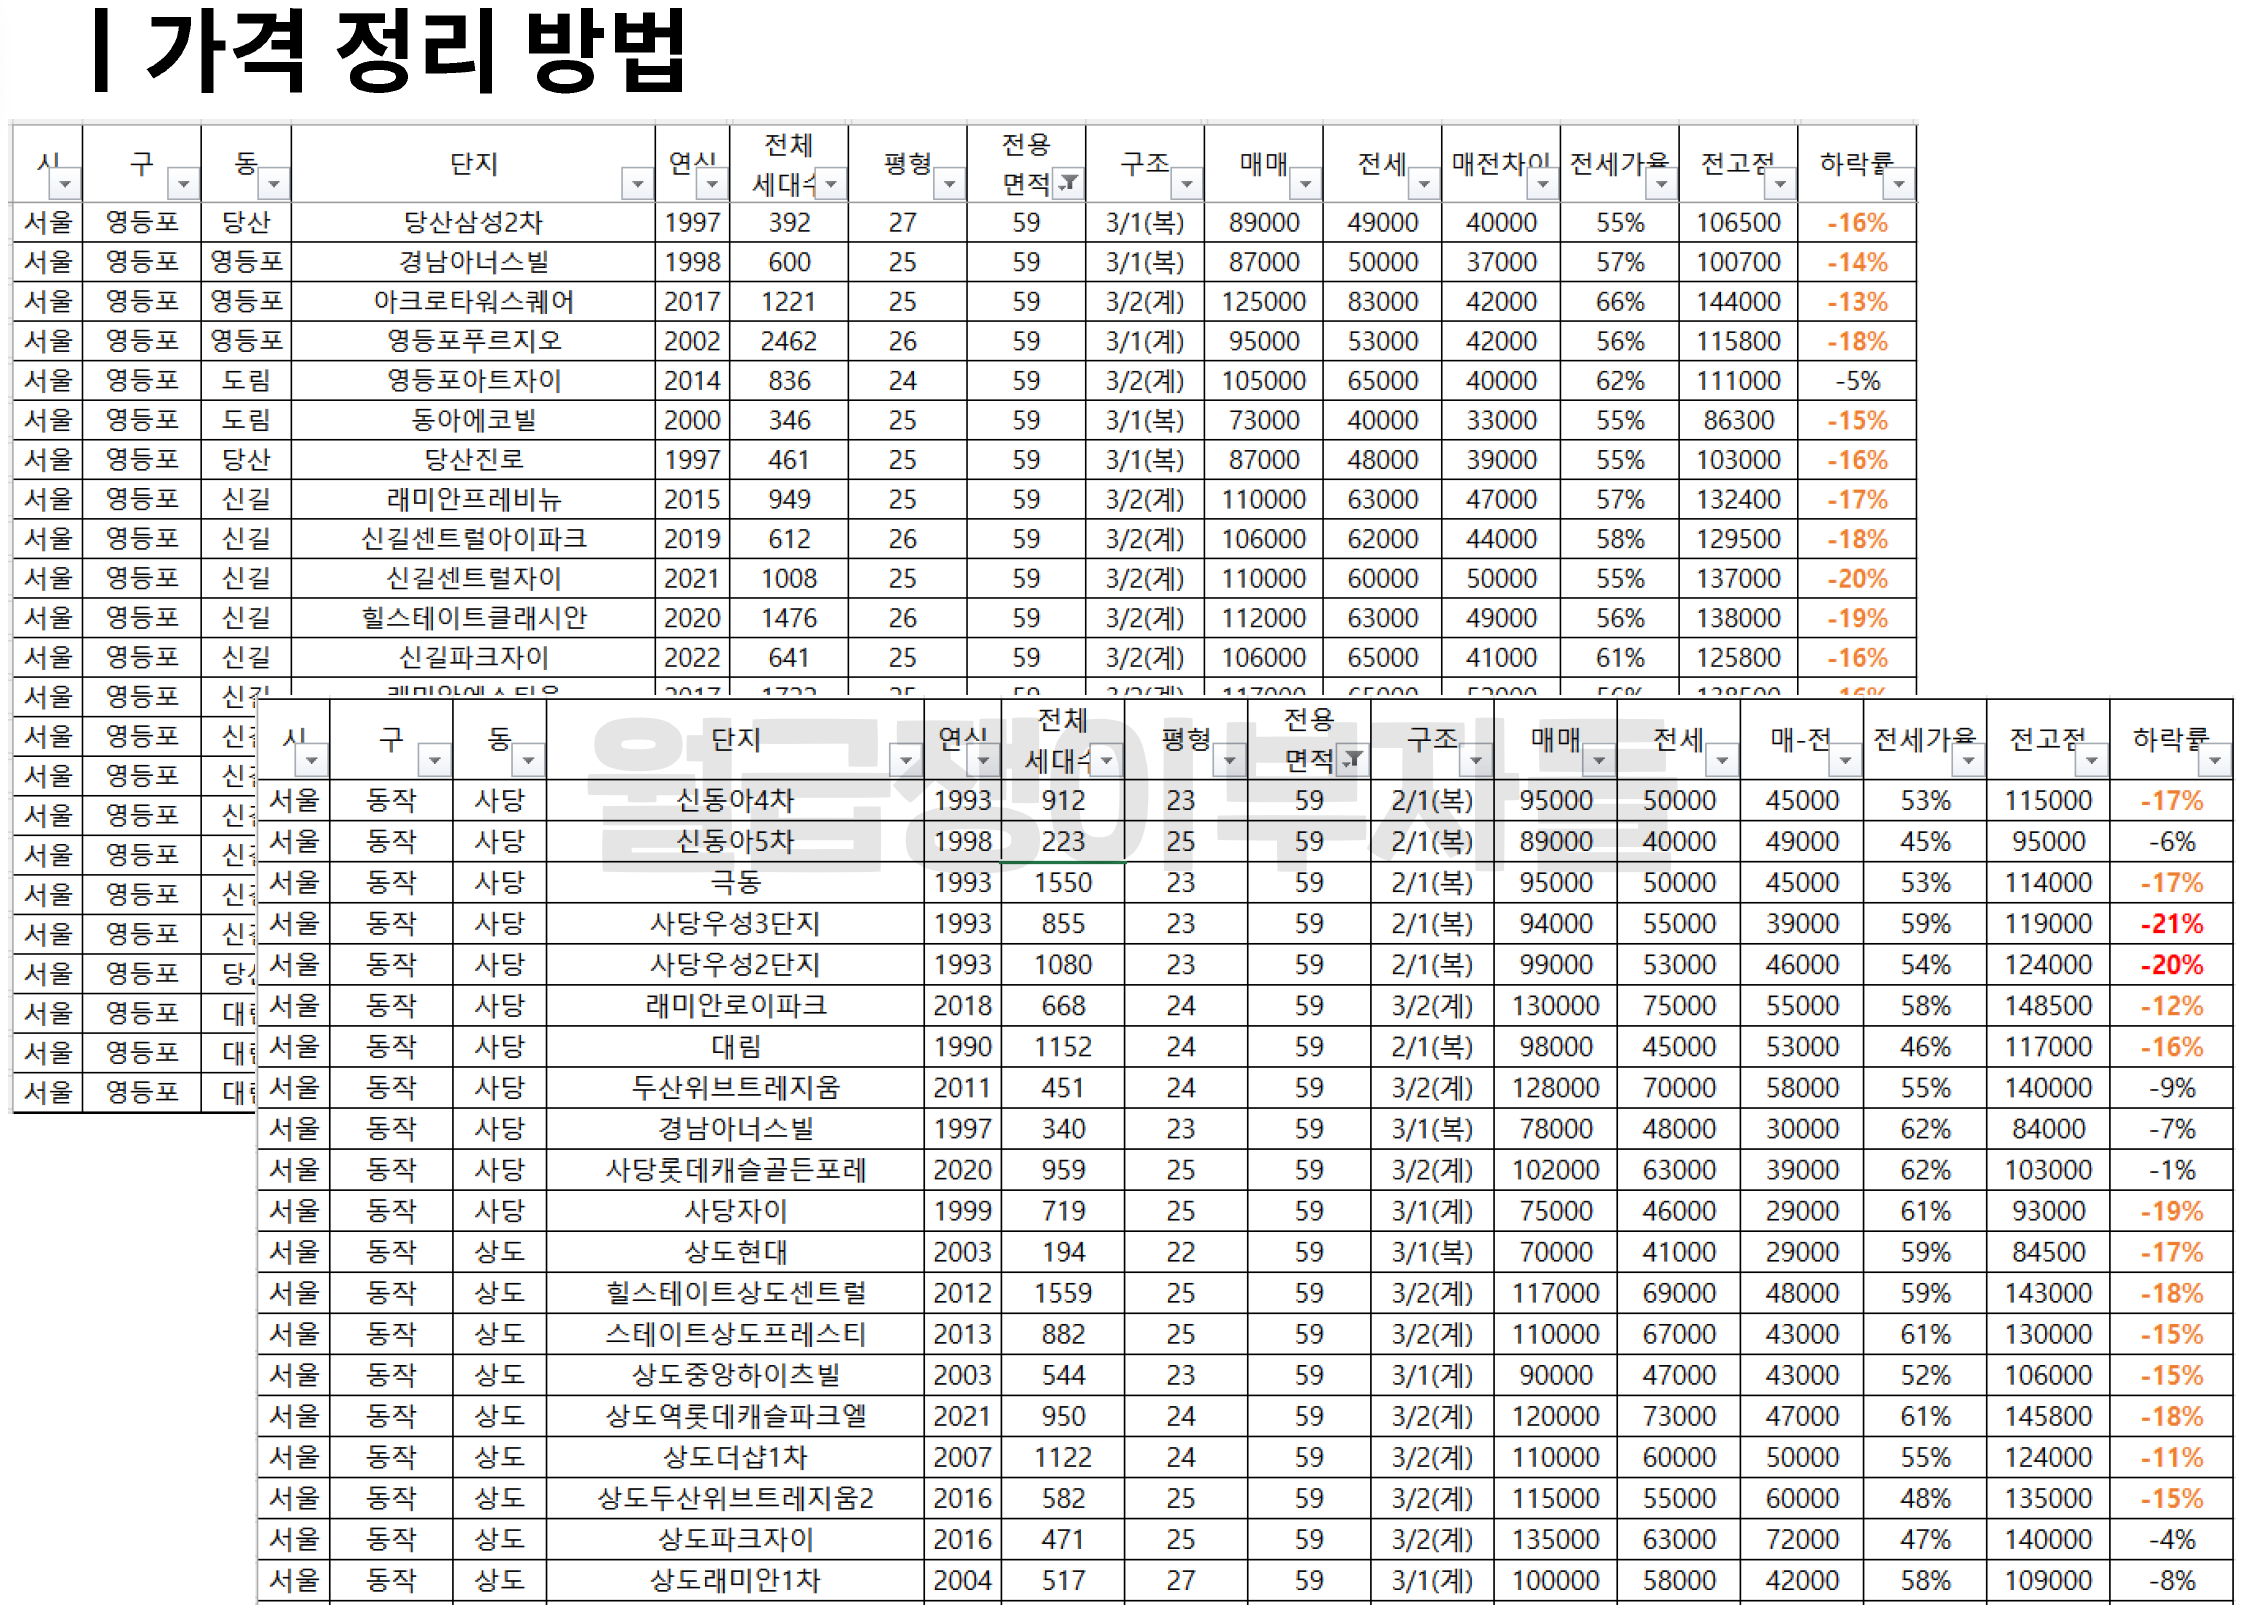 | 가격 정리 방법
시 구 동 단지 연식 전체 세대수 평형 전용 면적 구조 매매 전세 매전차이 전세가율 전고점 하락률
서울 영등포 당산 당산삼성2차 1997 392 27 59 3/1(복) 89000 49000 40000 55% 106500 -16%
서울 영등포 영등포 경남아너스빌 1998 600 25 59 3/1(복) 87000 50000 37000 57% 100700 -14%
서울 영등포 영등포 아크로타워스퀘어 2017 1221 25 59 3/2(계) 125000 83000 42000 66% 144000 -13%
서울 영등포 영등포 영등포푸르지오 2002 2462 26 59 3/1(계) 95000 53000 42000 56% 115800 -18%
서울 영등포 도림 영등포아트자이 2014 836 24 59 3/2(계) 105000 65000 40000 62% 111000 -5%
서울 영등포 도림 동아에코빌 2000 346 25 59 3/1(복) 73000 40000 33000 55% 86300 -15%
서울 영등포 당산 당산진로 1997 461 25 59 3/1(복) 87000 48000 39000 55% 103000 -16%
서울 영등포 신길 래미안프레비뉴 2015 949 25 59 3/2(계) 110000 63000 47000 57% 132400 -17%
서울 영등포 신길 신길센트럴아이파크 2019 612 26 59 3/2(계) 106000 62000 44000 58% 129500 -18%
서울 영등포 신길 신길센트럴자이 2021 1008 25 59 3/2(계) 110000 60000 50000 55% 137000 -20%
서울 영등포 신길 힐스테이트클래시안 2020 1476 26 59 3/2(계) 112000 63000 49000 56% 138000 -19%
서울 영등포 신길 신길파크자이 2022 641 25 59 3/2(계) 106000 65000 41000 61% 125800 -16%
서울 영등포 신길 래미안에스티움 2017 1722 25 59 3/2(계) 117000 65000 52000 56% 138500 -16%
서울 영등포
서울 영등포
서울 영등포
서울 영등포
서울 영등포
서울 영등포
서울 영등포
서울 영등포
서울 영등포
서울 영등포
월급쟁이부자들
시 구 동 단지 연식 전체 세대수 평형 전용 면적 구조 매매 전세 매-전 전세가율 전고점 하락률
서울 동작 사당 신동아4차 1993 912 23 59 2/1(복) 95000 50000 45000 53% 115000 -17%
서울 동작 사당 신동아5차 1998 223 25 59 2/1(복) 89000 40000 49000 45% 95000 -6%
서울 동작 사당 극동 1993 1550 23 59 2/1(복) 95000 50000 45000 53% 114000 -17%
서울 동작 사당 사당우성3단지 1993 855 23 59 2/1(복) 94000 55000 39000 59% 119000 -21%
서울 동작 사당 사당우성2단지 1993 1080 23 59 2/1(복) 99000 53000 46000 54% 124000 -20%
서울 동작 사당 래미안로이파크 2018 668 24 59 3/2(계) 130000 75000 55000 58% 148500 -12%
서울 동작 사당 대림 1990 1152 24 59 2/1(복) 98000 45000 53000 46% 117000 -16%
서울 동작 사당 두산위브트레지움 2011 451 24 59 3/2(계) 128000 70000 58000 55% 140000 -9%
서울 동작 사당 경남아너스빌 1997 340 23 59 3/1(복) 78000 48000 30000 62% 84000 -7%
서울 동작 사당 사당롯데캐슬골든포레 2020 959 25 59 3/2(계) 102000 63000 39000 62% 103000 -1%
서울 동작 사당 사당자이 1999 719 25 59 3/1(계) 75000 46000 29000 61% 93000 -19%
서울 동작 상도 상도현대 2003 194 22 59 3/1(복) 70000 41000 29000 59% 84500 -17%
서울 동작 상도 힐스테이트상도센트럴 2012 1559 25 59 3/2(계) 117000 69000 48000 59% 143000 -18%
서울 동작 상도 스테이트상도프레스티 2013 882 25 59 3/2(계) 110000 67000 43000 61% 130000 -15%
서울 동작 상도 상도중앙하이츠빌 2003 544 23 59 3/1(계) 90000 47000 43000 52% 106000 -15%
서울 동작 상도 상도역롯데캐슬파크엘 2021 950 24 59 3/2(계) 120000 73000 47000 61% 145800 -18%
서울 동작 상도 상도더샵1차 2007 1122 24 59 3/2(계) 110000 60000 50000 55% 124000 -11%
서울 동작 상도 상도두산위브트레지움2 2016 582 25 59 3/2(계) 115000 55000 60000 48% 135000 -15%
서울 동작 상도 상도파크자이 2016 471 25 59 3/2(계) 135000 63000 72000 47% 140000 -4%
서울 동작 상도 상도래미안1차 2004 517 27 59 3/1(계) 100000 58000 42000 58% 109000 -8%